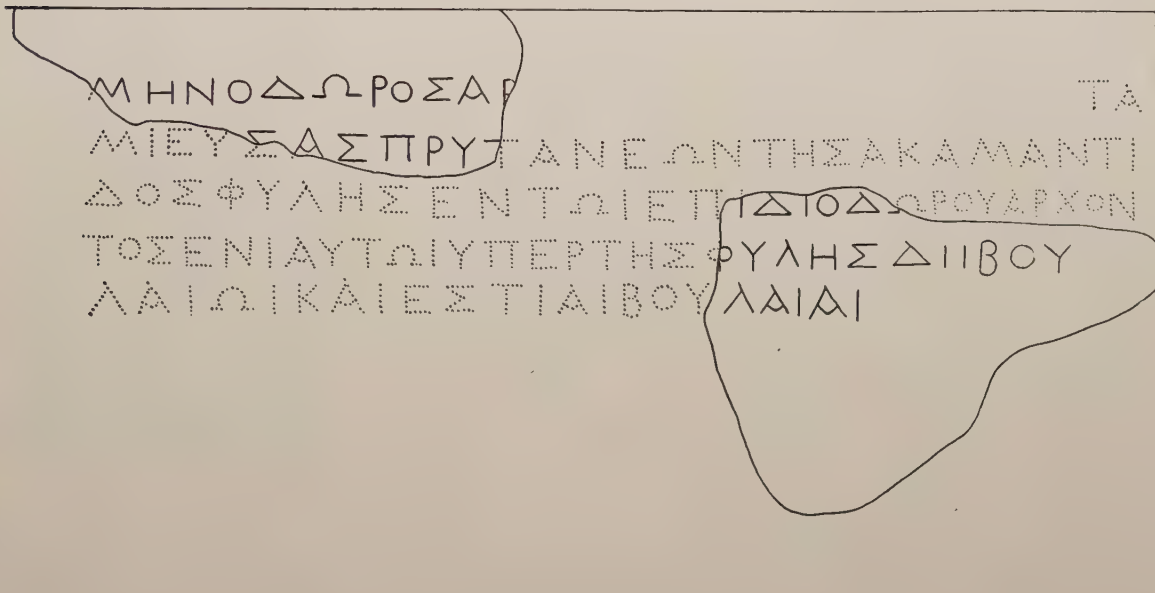 ΜΗΝΟΔΩΡΟΣΑΡ ΤΑ
ΜΙΕΥΣΑΣΠΡΥΤΑΝΕΩΝΤΗΣΑΚΑΜΑΝΤΙ
ΔΟΣΦΥΛΗΣΕΝΤΩΙΕΠΙΔΙΟΔΩΡΟΥΑΡΧΟΝ
ΤΟΣΕΝΙΑΥΤΩΙΥΠΕΡΤΗΣΦΥΛΗΣΔΙΙΒΟΥ
ΛΑΙΩΙΚΑΙΕΣΤΙΑΙΒΟΥΛΑΙΑΙ